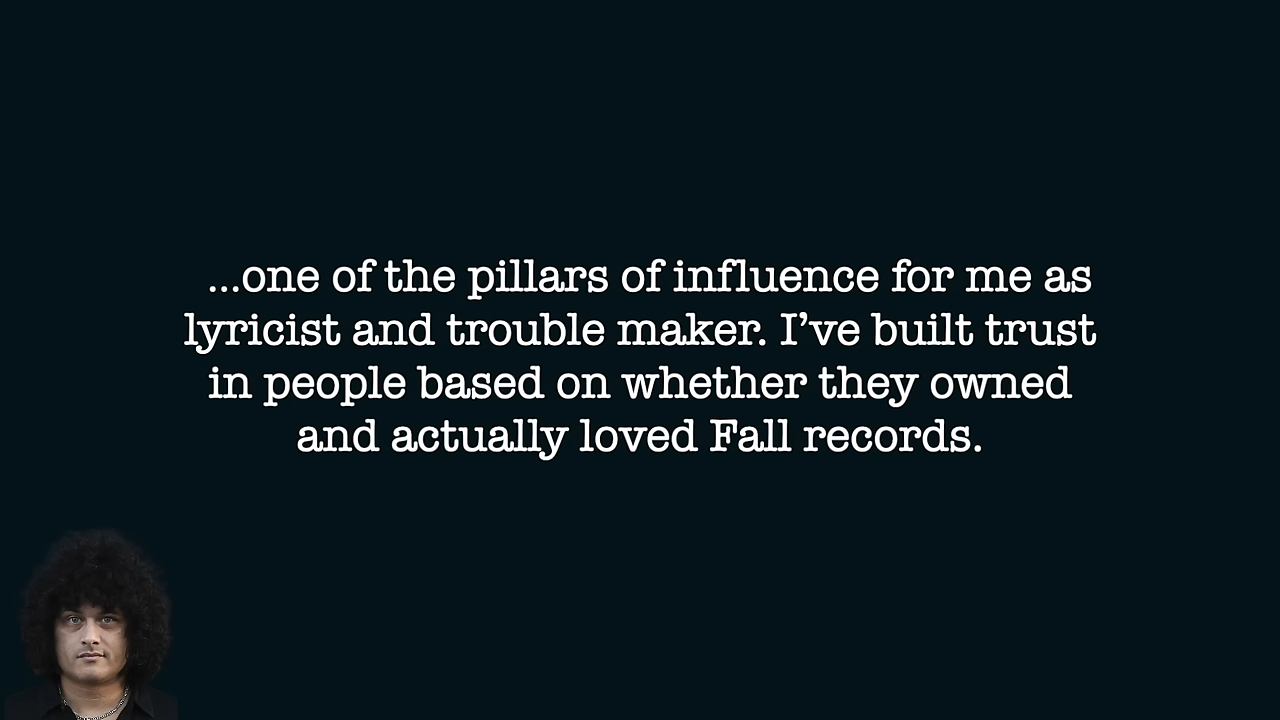 ...one of the pillars of influence for me as
lyricist and trouble maker. I’ve built trust
in people based on whether they owned
and actually loved Fall records.